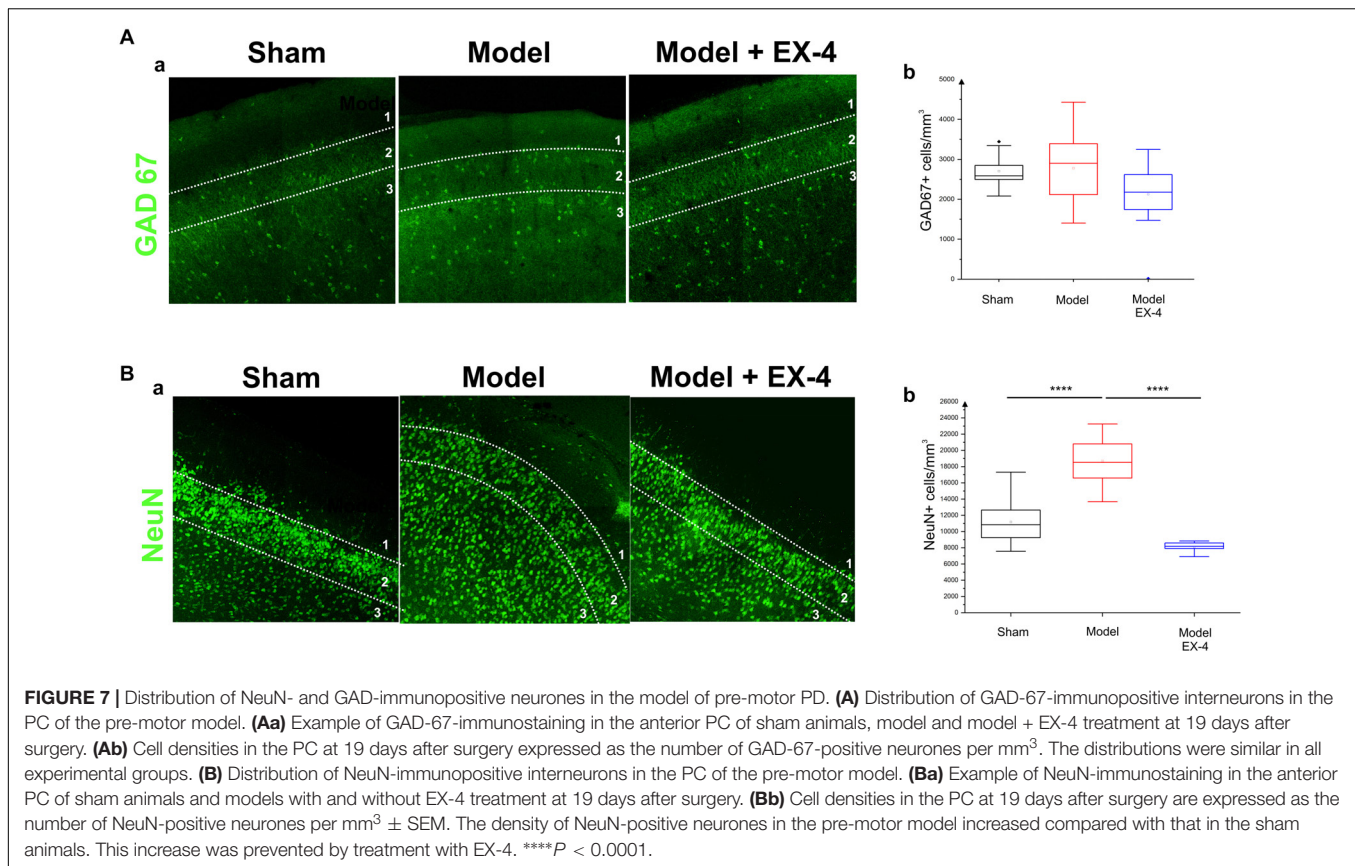 A
a
Sham
Model
Model + EX-4
GAD 67
Model
1
2
3
1
2
3
1
2
3
b
GAD67+ cells/mm³
5000
4000
3000
2000
1000
0
Sham
Model
Model
EX-4
B
a
Sham
Model
Model + EX-4
NeuN
1
2
3
1
2
3
1
2
3
b
**** ****
NeuN+ cells/mm³
26000
24000
22000
20000
18000
16000
14000
12000
10000
8000
6000
4000
2000
0
Sham
Model
Model
EX-4
FIGURE 7 | Distribution of NeuN- and GAD-immunopositive neurones in the model of pre-motor PD. (A) Distribution of GAD-67-immunopositive interneurons in the
PC of the pre-motor model. (Aa) Example of GAD-67-immunostaining in the anterior PC of sham animals, model and model + EX-4 treatment at 19 days after
surgery. (Ab) Cell densities in the PC at 19 days after surgery expressed as the number of GAD-67-positive neurones per mm³. The distributions were similar in all
experimental groups. (B) Distribution of NeuN-immunopositive interneurons in the PC of the pre-motor model. (Ba) Example of NeuN-immunostaining in the anterior
PC of sham animals and models with and without EX-4 treatment at 19 days after surgery. (Bb) Cell densities in the PC at 19 days after surgery are expressed as the
number of NeuN-positive neurones per mm³ ± SEM. The density of NeuN-positive neurones in the pre-motor model increased compared with that in the sham
animals. This increase was prevented by treatment with EX-4. ****P < 0.0001.